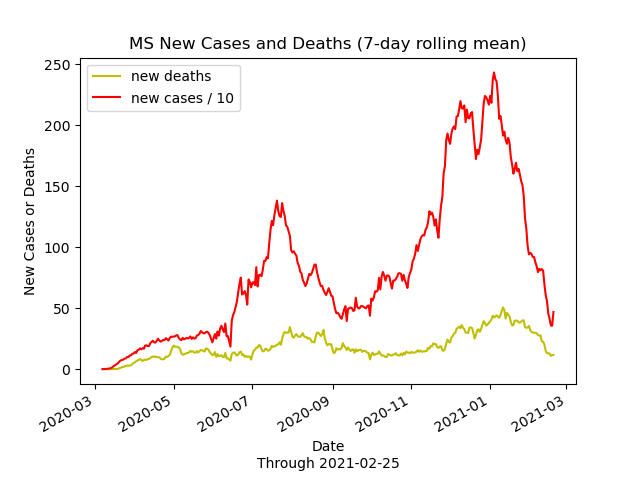 MS New Cases and Deaths (7-day rolling mean)
new deaths
new cases / 10
New Cases or Deaths
250
200
150
100
50
0
2020-03
2020-05
2020-07
2020-09
2020-11
2021-01
2021-03
Date
Through 2021-02-25